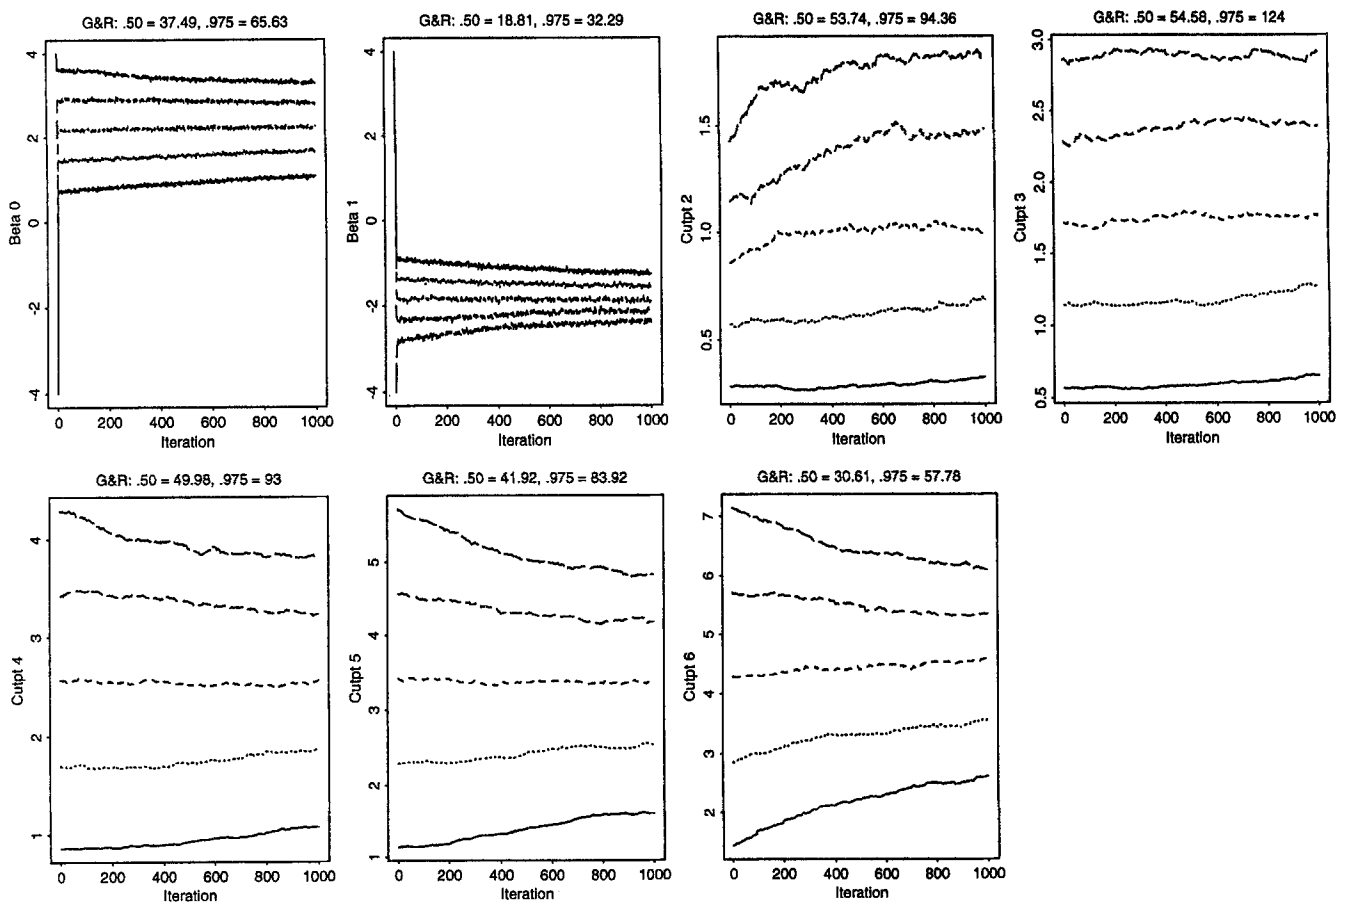 G&R: .50 = 37.49, .975 = 65.63
G&R: .50 = 18.81, .975 = 32.29
G&R: .50 = 53.74, .975 = 94.36
G&R: .50 = 54.58, .975 = 124
Beta 0
4
2
0
-2
-4
0 200 400 600 800 1000
Iteration
Beta 1
4
2
0
-2
-4
0 200 400 600 800 1000
Iteration
Cutpt 2
1.5
1.0
0.5
0 200 400 600 800 1000
Iteration
Cutpt 3
3.0
2.5
2.0
1.5
1.0
0.5
0 200 400 600 800 1000
Iteration
G&R: .50 = 49.98, .975 = 93
G&R: .50 = 41.92, .975 = 83.92
G&R: .50 = 30.61, .975 = 57.78
Cutpt 4
4
3
2
1
0 200 400 600 800 1000
Iteration
Cutpt 5
5
4
3
2
1
0 200 400 600 800 1000
Iteration
Cutpt 6
7
6
5
4
3
2
0 200 400 600 800 1000
Iteration